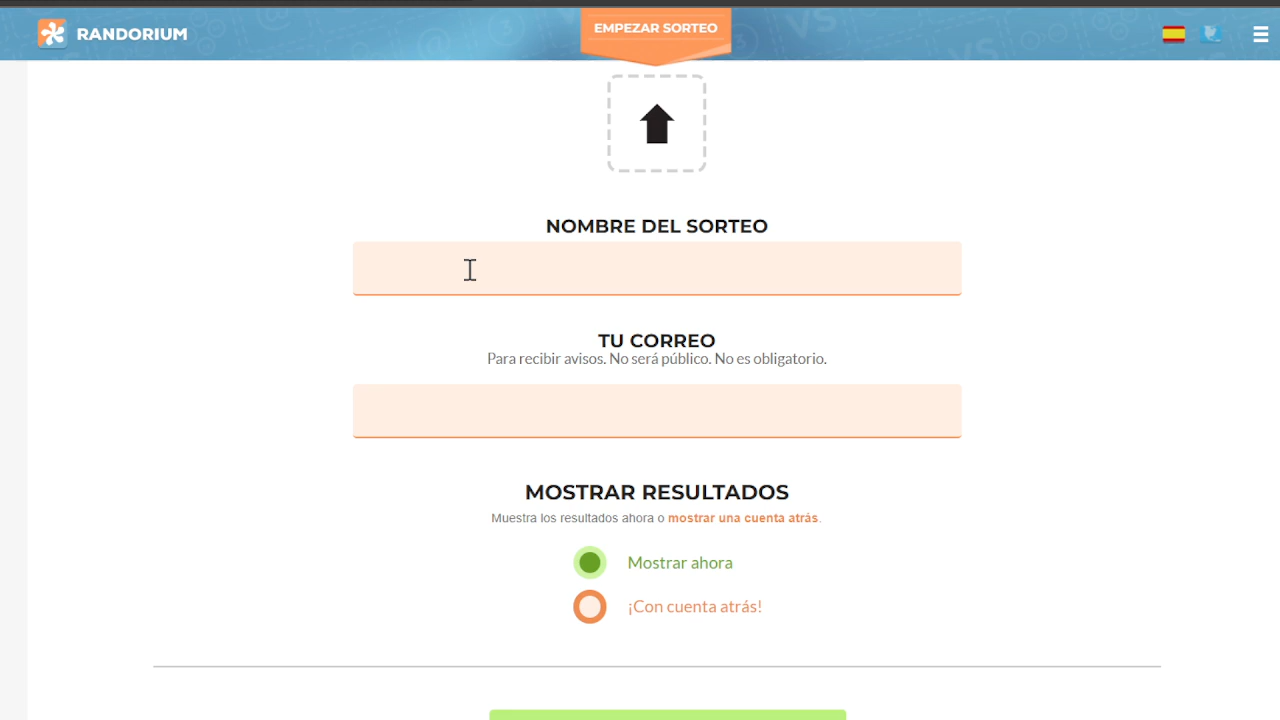 RANDORIUM
EMPEZAR SORTEO
NOMBRE DEL SORTEO
TU CORREO
Para recibir avisos. No será público. No es obligatorio.
MOSTRAR RESULTADOS
Muestra los resultados ahora o mostrar una cuenta atrás.
Mostrar ahora
¡Con cuenta atrás!